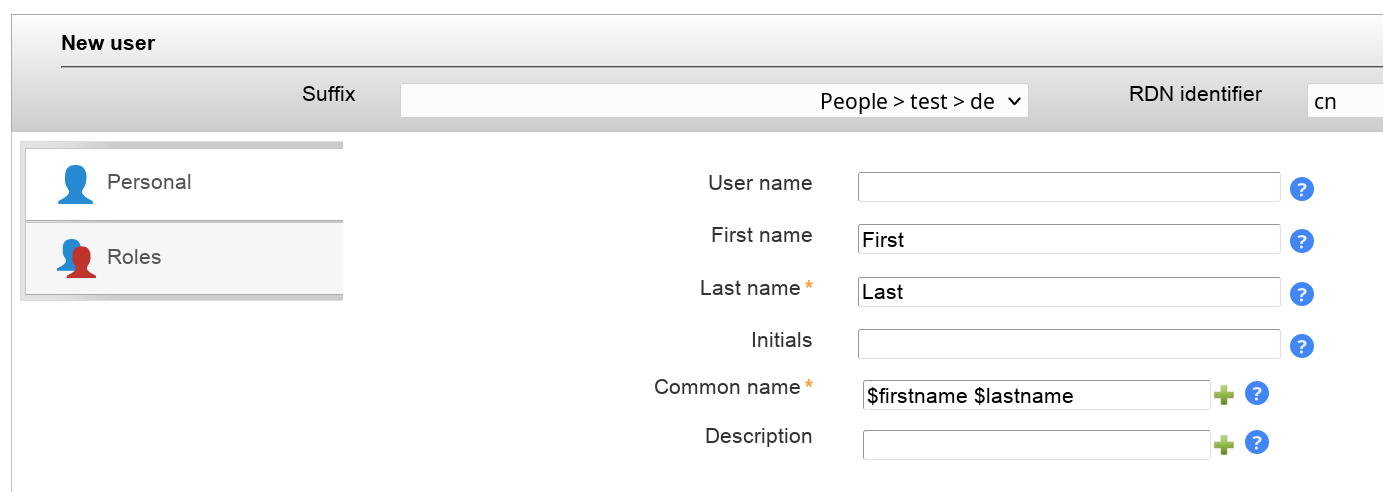 New user
Suffix People > test > de RDN identifier cn
Personal
Roles
User name ?
First name First ?
Last name * Last ?
Initials ?
Common name * $firstname $lastname ?
Description ?